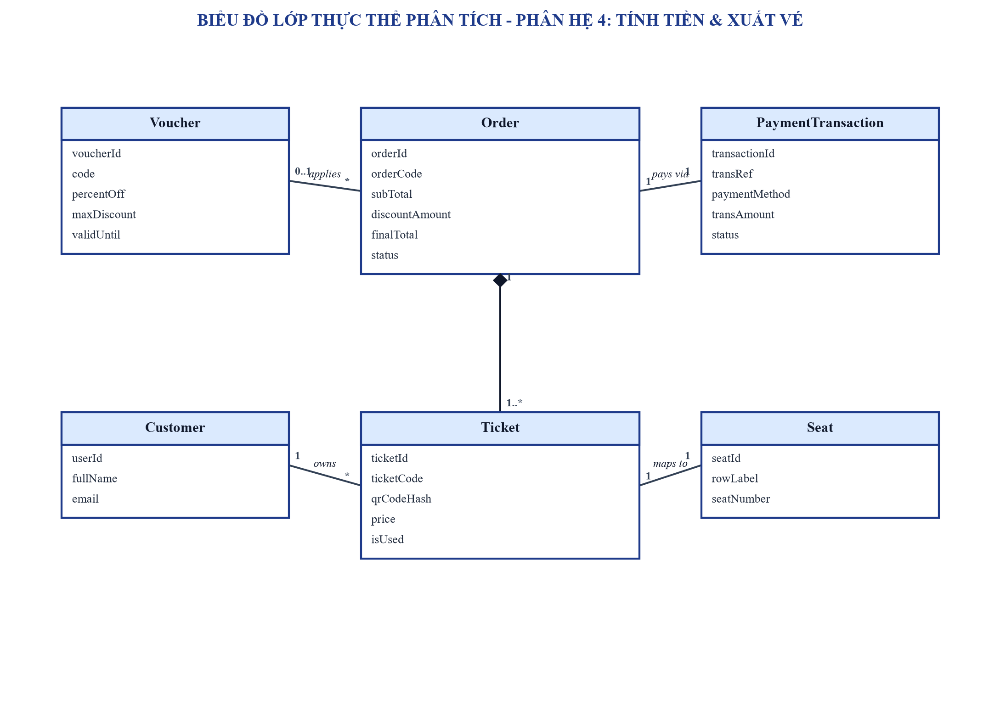 BIỂU ĐỒ LỚP THỰC THỂ PHÂN TÍCH - PHÂN HỆ 4: TÍNH TIỀN & XUẤT VÉ
Voucher
voucherId
code
percentOff
maxDiscount
validUntil
0..1
applies
*
Order
orderId
orderCode
subTotal
discountAmount
finalTotal
status
1
pays via
1
PaymentTransaction
transactionId
transRef
paymentMethod
transAmount
status
1
1..*
Customer
userId
fullName
email
1
owns
*
Ticket
ticketId
ticketCode
qrCodeHash
price
isUsed
1
maps to
1
Seat
seatId
rowLabel
seatNumber